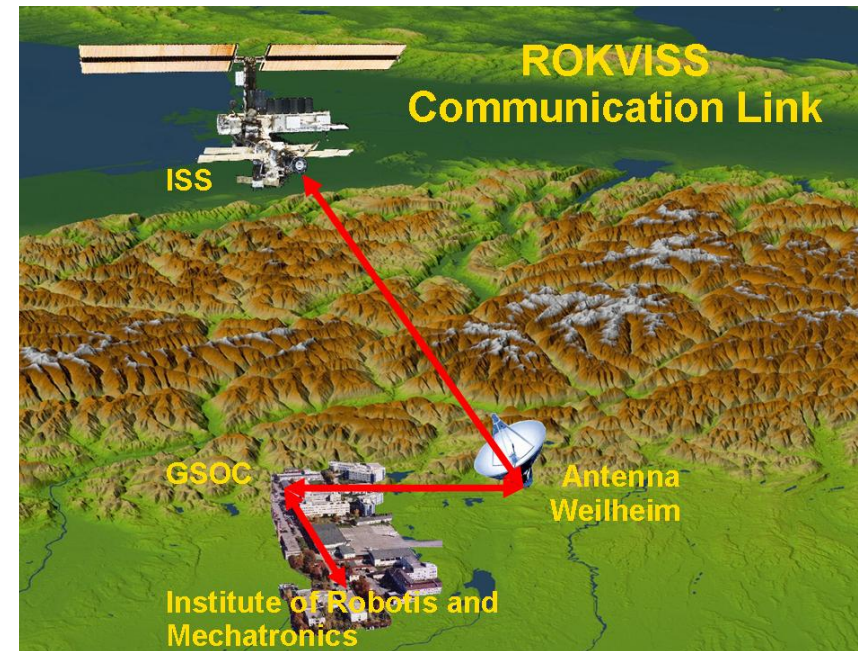 ROKVISS
Communication Link
ISS
GSOC
Antenna
Weilheim
Institute of Robotis and
Mechatronics